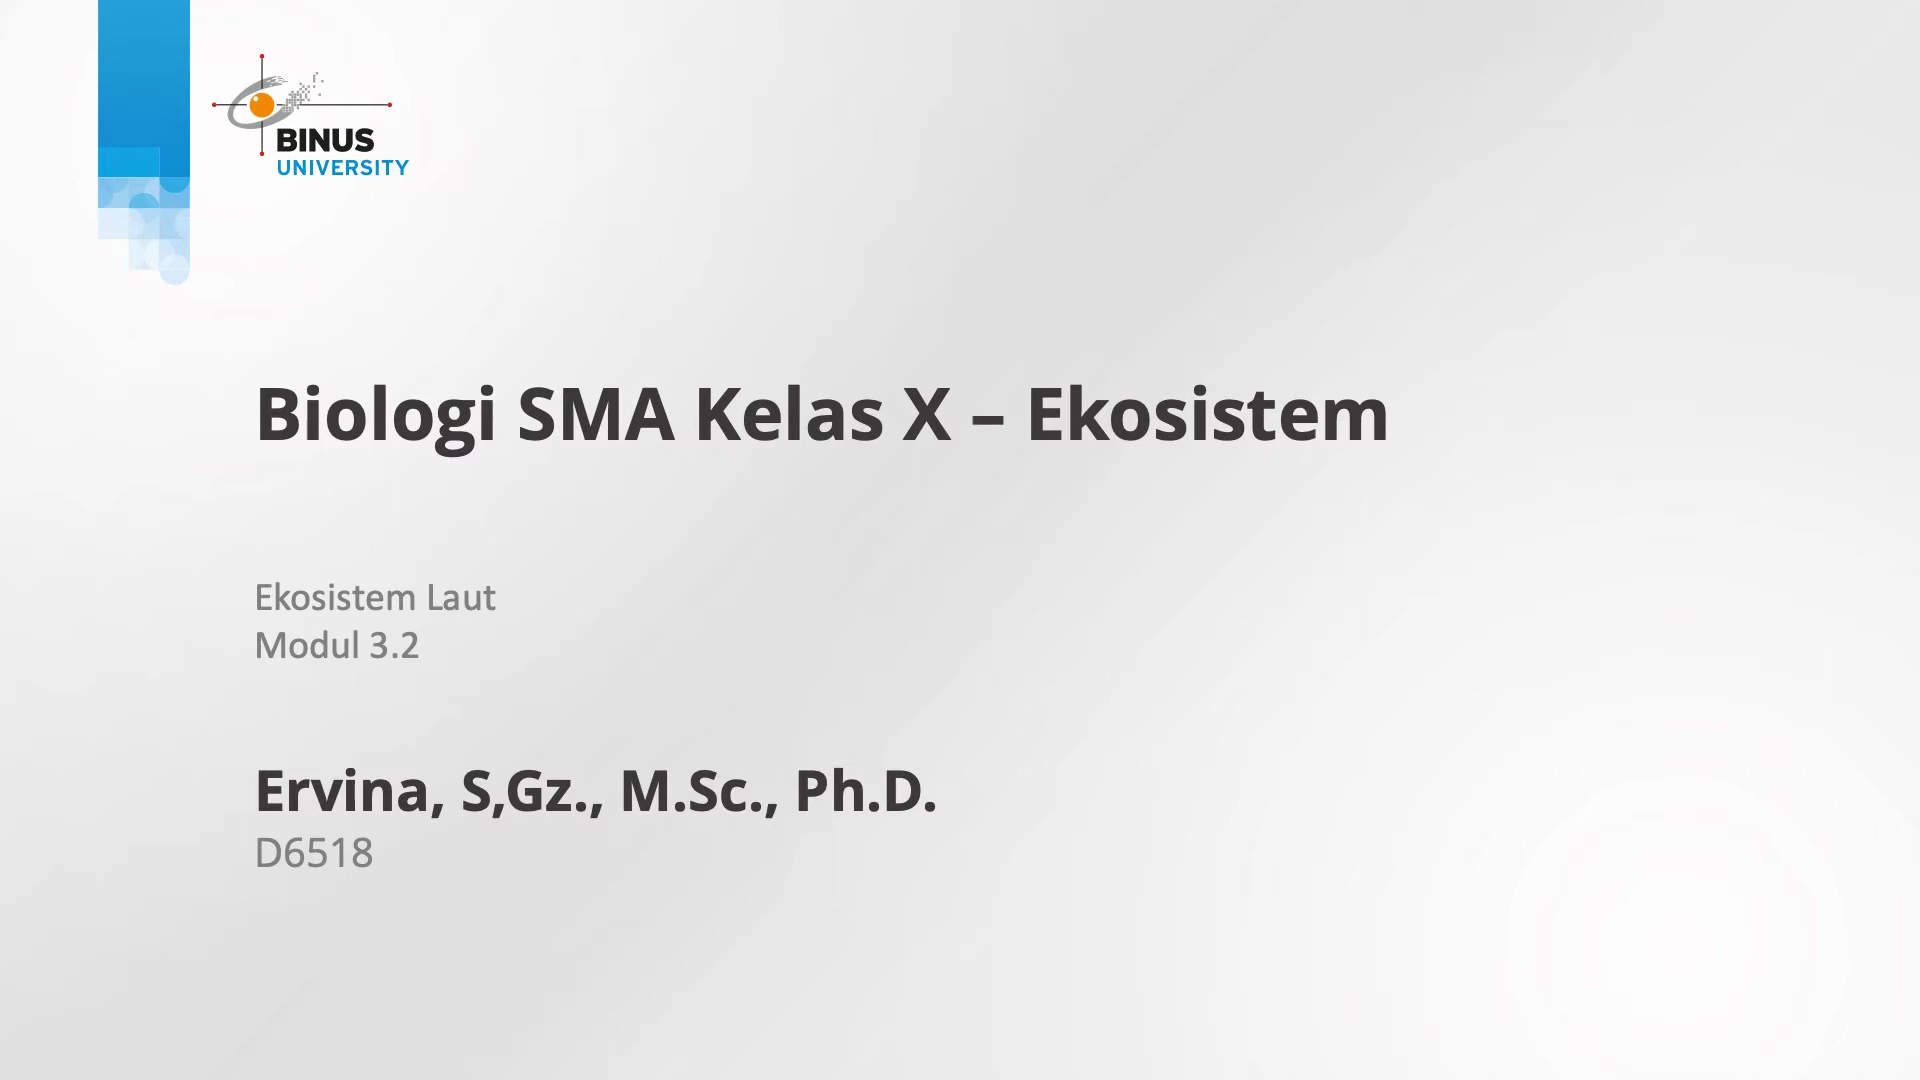 BINUS
UNIVERSITY
Biologi SMA Kelas X – Ekosistem
Ekosistem Laut
Modul 3.2
Ervina, S,Gz., M.Sc., Ph.D.
D6518